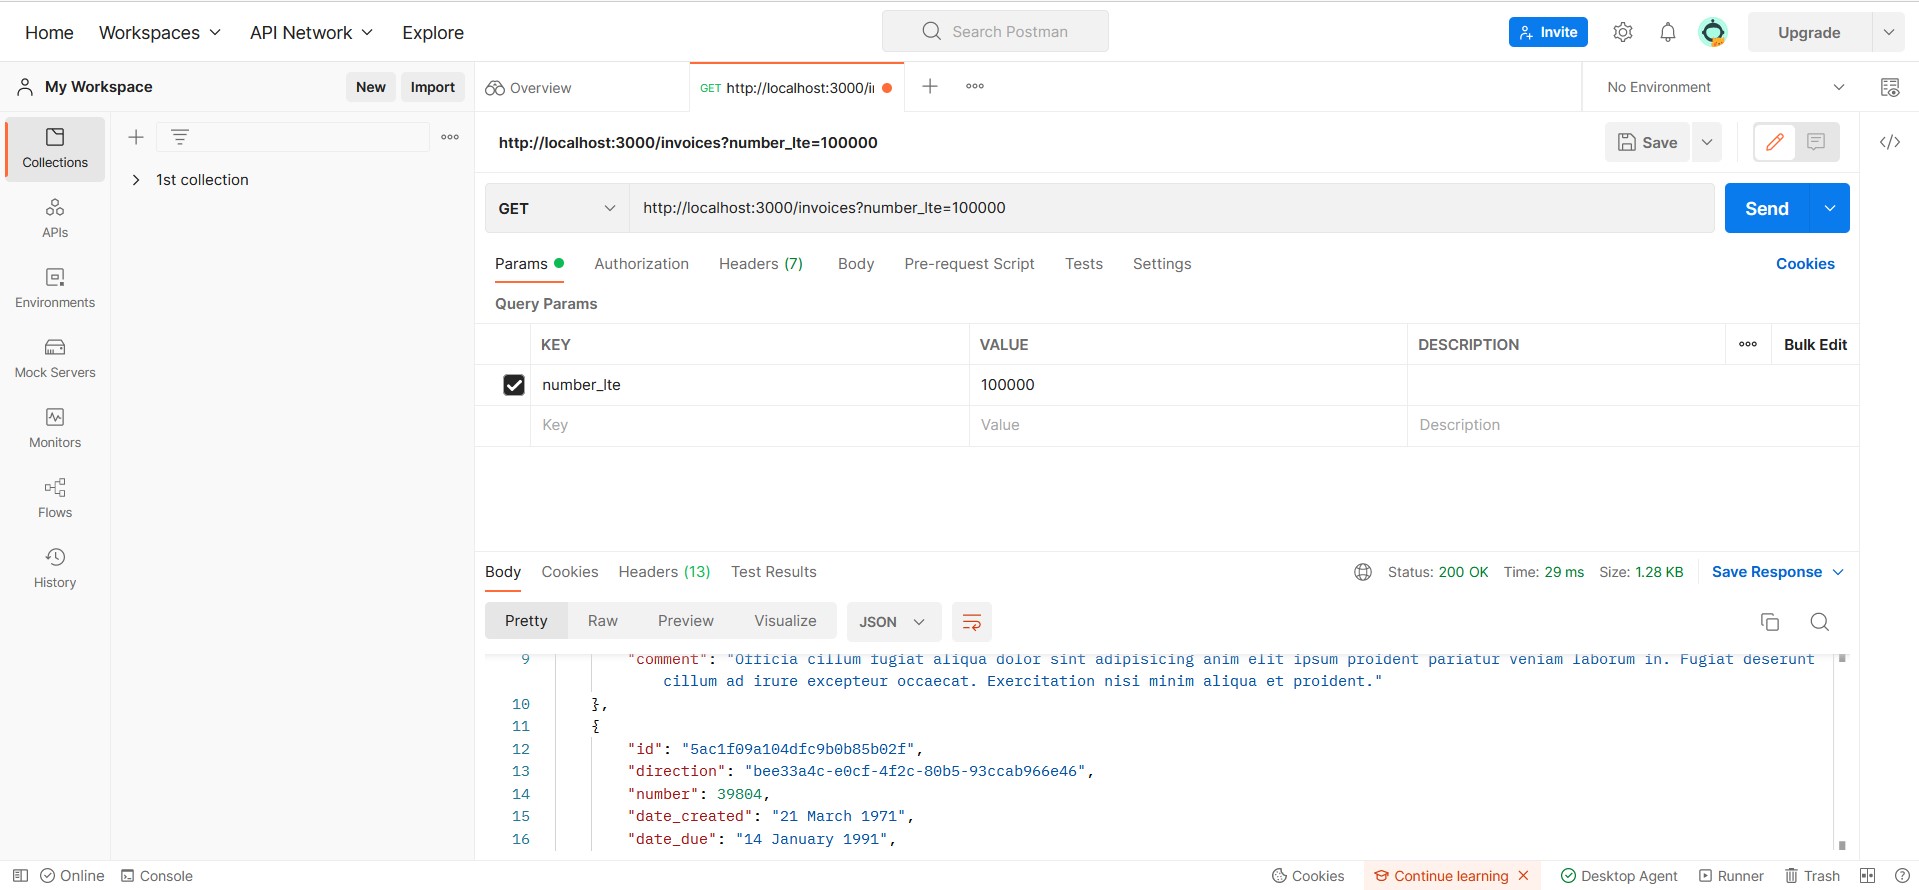 Home Workspaces API Network Explore Search Postman Invite Upgrade
My Workspace New Import Overview GET http://localhost:3000/in No Environment
Collections
1st collection
APIs
Environments
Mock Servers
Monitors
Flows
History
http://localhost:3000/invoices?number_lte=100000 Save
GET http://localhost:3000/invoices?number_lte=100000 Send
Params Authorization Headers (7) Body Pre-request Script Tests Settings Cookies
Query Params
KEY VALUE DESCRIPTION Bulk Edit
number_lte 100000
Key Value Description
Body Cookies Headers (13) Test Results Status: 200 OK Time: 29 ms Size: 1.28 KB Save Response
Pretty Raw Preview Visualize JSON
9 "comment": "Officia cillum fugiat aliqua dolor sint adipisicing anim elit ipsum proident pariatur veniam laborum in. Fugiat deserunt
cillum ad irure excepteur occaecat. Exercitation nisi minim aliqua et proident."
10 },
11 {
12 "id": "5ac1f09a104dfc9b0b85b02f",
13 "direction": "bee33a4c-e0cf-4f2c-80b5-93ccab966e46",
14 "number": 39804,
15 "date_created": "21 March 1971",
16 "date_due": "14 January 1991",
Online Console Cookies Continue learning Desktop Agent Runner Trash